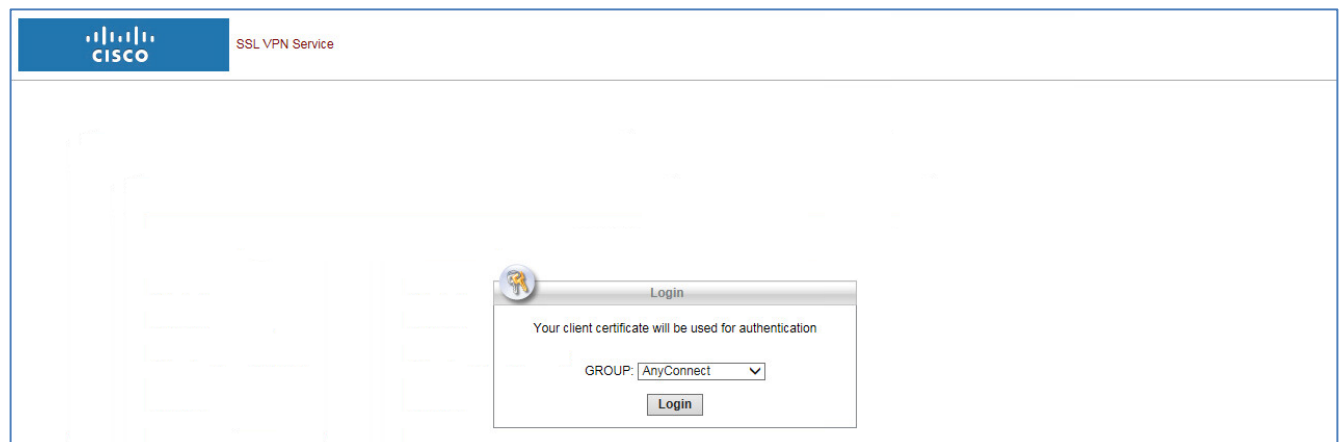 CISCO
SSL VPN Service
Login
Your client certificate will be used for authentication
GROUP: AnyConnect
Login